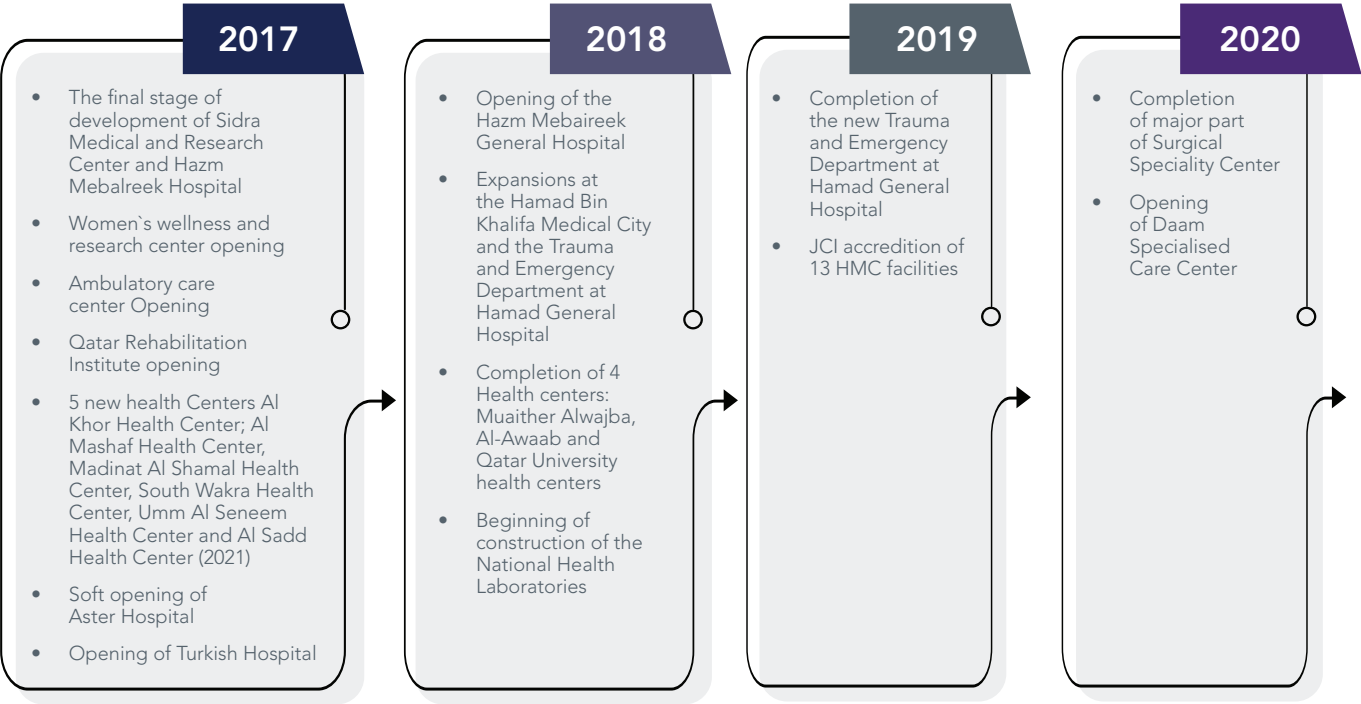 2017
• The final stage of
development of Sidra
Medical and Research
Center and Hazm
Mebalreek Hospital
• Women`s wellness and
research center opening
• Ambulatory care
center Opening
• Qatar Rehabilitation
Institute opening
• 5 new health Centers Al
Khor Health Center; Al
Mashaf Health Center,
Madinat Al Shamal Health
Center, South Wakra Health
Center, Umm Al Seneem
Health Center and Al Sadd
Health Center (2021)
• Soft opening of
Aster Hospital
• Opening of Turkish Hospital
2018
• Opening of the
Hazm Mebaireek
General Hospital
• Expansions at
the Hamad Bin
Khalifa Medical City
and the Trauma
and Emergency
Department at
Hamad General
Hospital
• Completion of 4
Health centers:
Muaither Alwajba,
Al-Awaab and
Qatar University
health centers
• Beginning of
construction of the
National Health
Laboratories
2019
• Completion of
the new Trauma
and Emergency
Department at
Hamad General
Hospital
• JCI accredition of
13 HMC facilities
2020
• Completion
of major part
of Surgical
Speciality Center
• Opening
of Daam
Specialised
Care Center